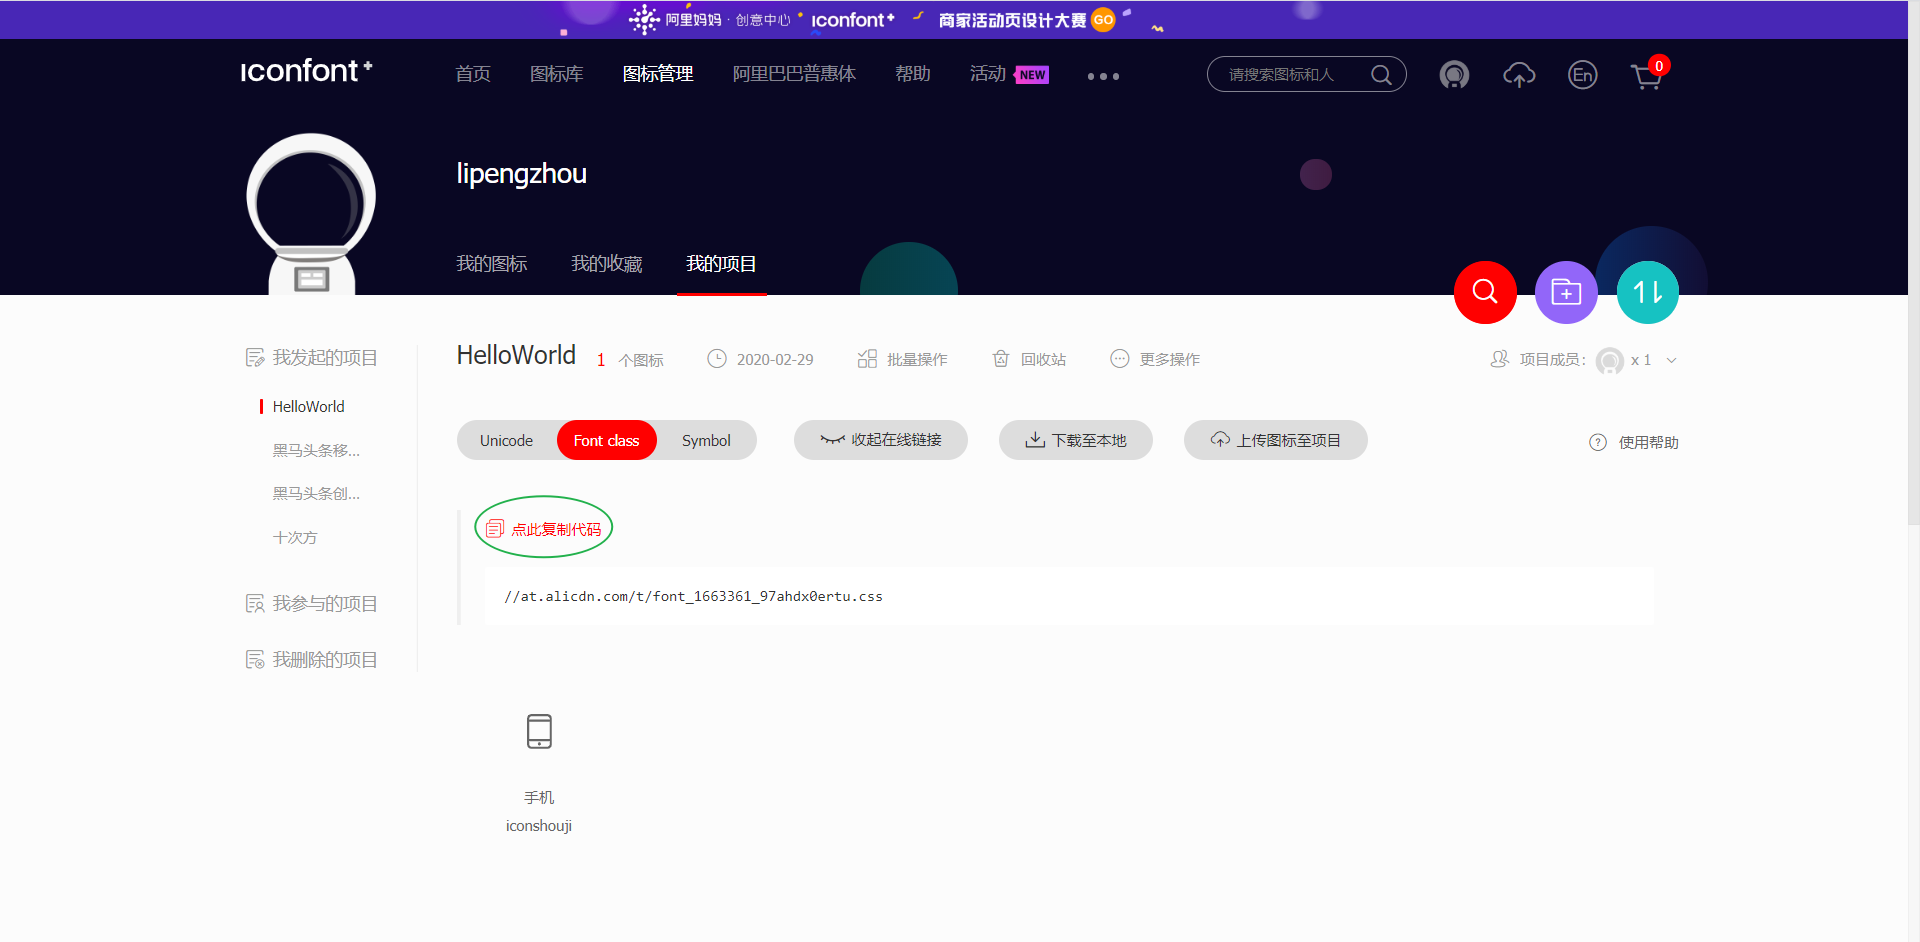 阿里妈妈 · 创意中心 iconfont+ 商家活动页设计大赛 GO
iconfont+ 首页 图标库 图标管理 阿里巴巴普惠体 帮助 活动 NEW ••• 请搜索图标和人 En 0
lipengzhou
我的图标 我的收藏 我的项目
我发起的项目
HelloWorld
黑马头条移...
黑马头条创...
十次方
我参与的项目
我删除的项目
HelloWorld 1 个图标 2020-02-29 批量操作 回收站 更多操作 项目成员： x 1
Unicode Font class Symbol 收起在线链接 下载至本地 上传图标至项目 使用帮助
点此复制代码
//at.alicdn.com/t/font_1663361_97ahdx0ertu.css
手机
iconshouji